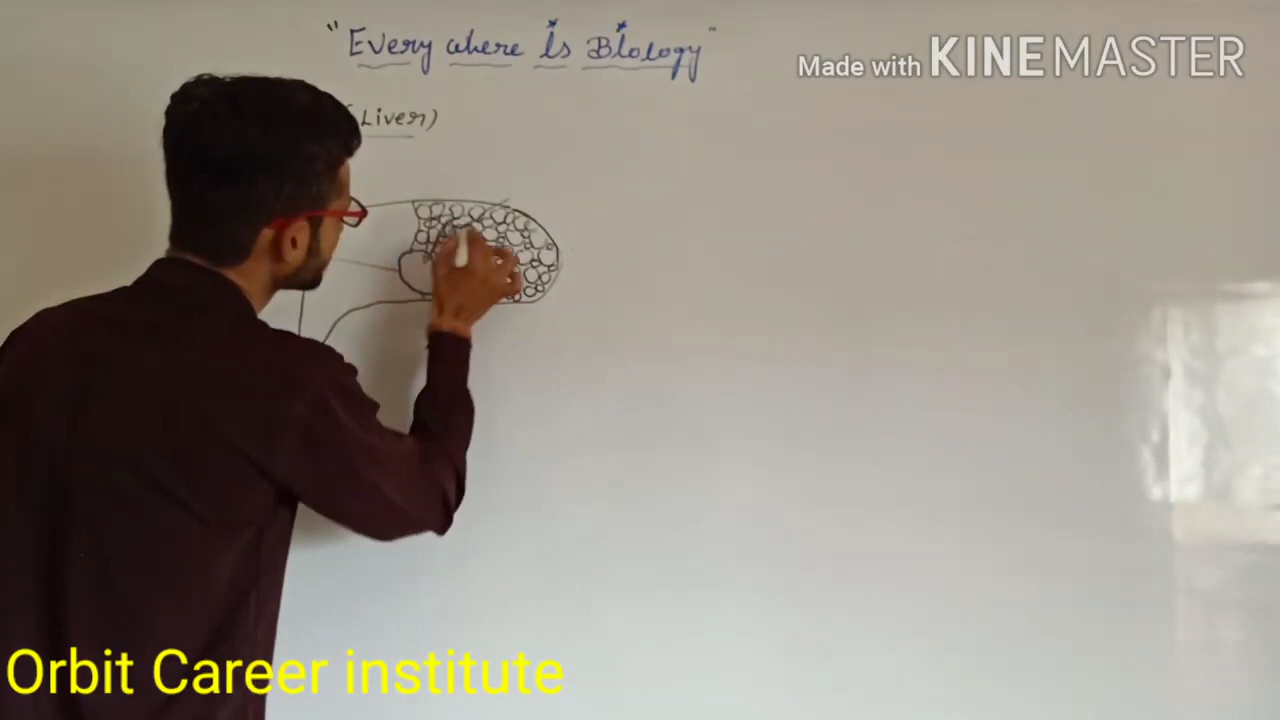 "Every where is Biology"
Made with KINEMASTER
(Liver)
Orbit Career institute